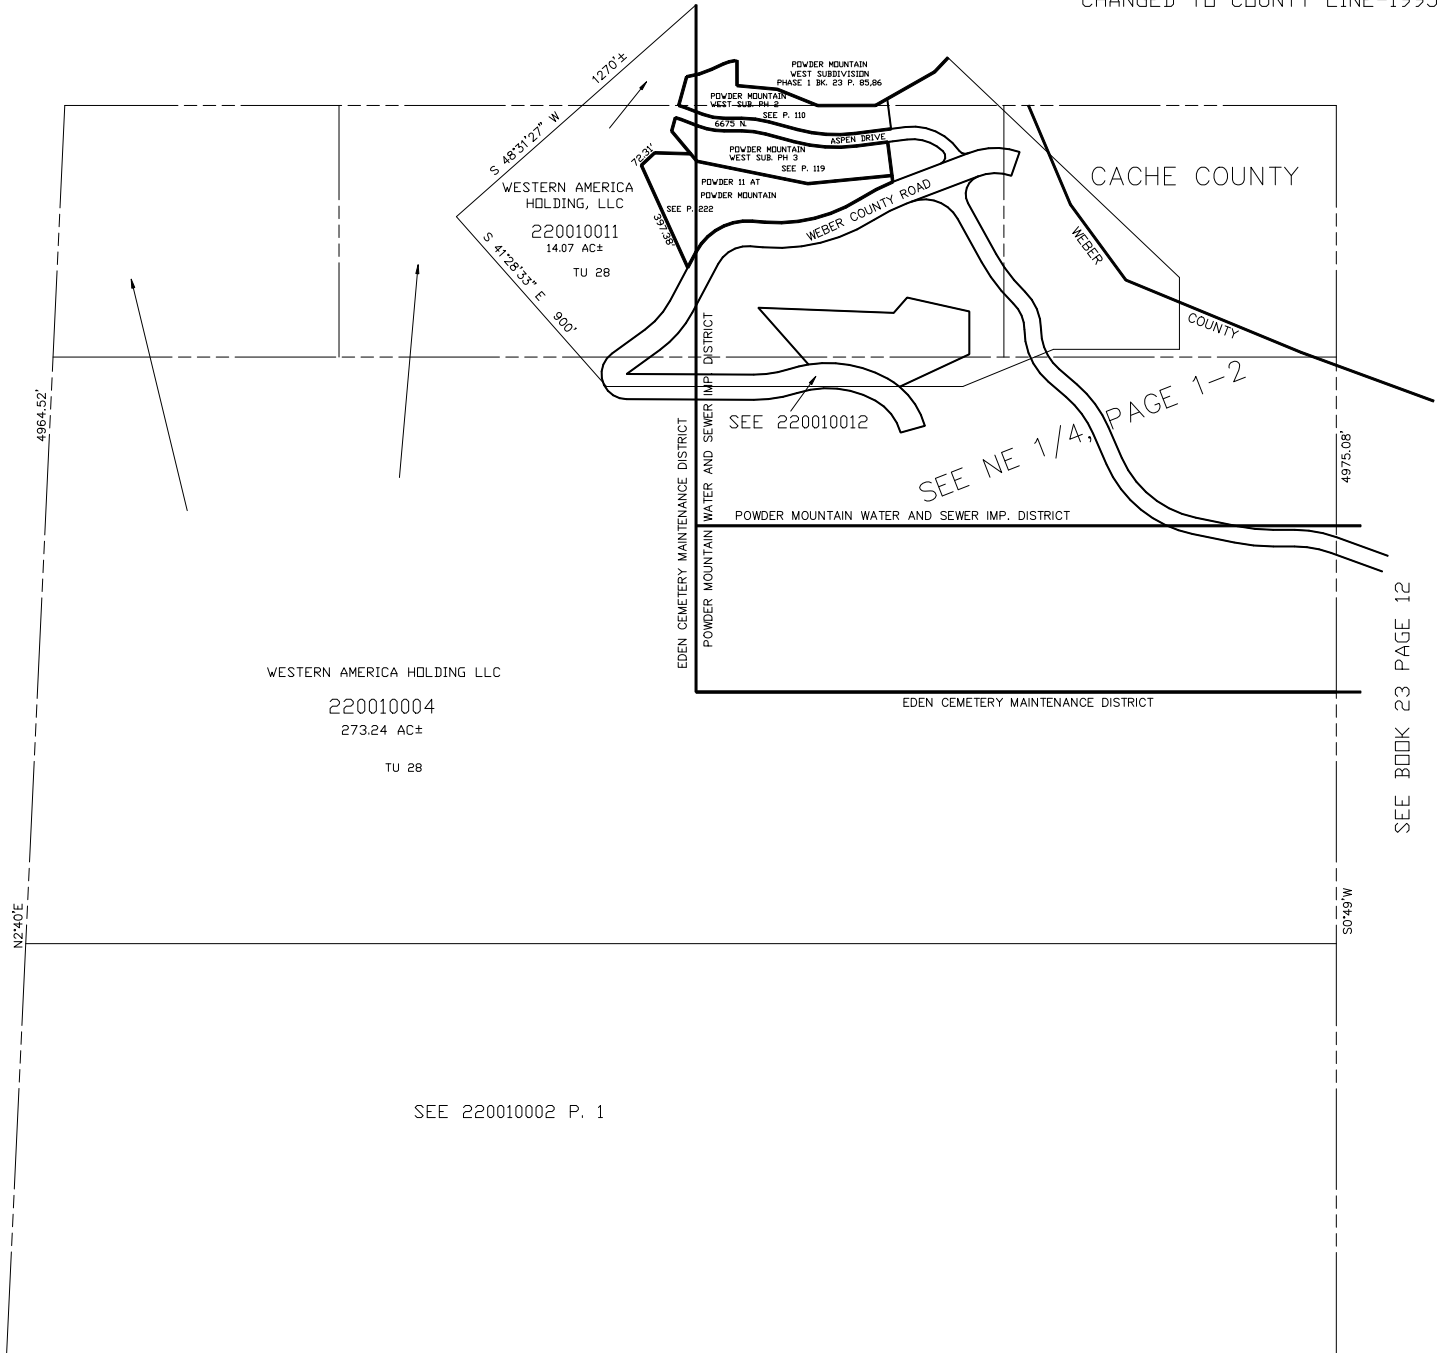 CHANGED TO COUNTY LINE-1995
1270'±
S 48°31'27" W
POWDER MOUNTAIN
WEST SUBDIVISION
PHASE 1 BK. 23 P. 85,86
POWDER MOUNTAIN
WEST SUB. PH 2
SEE P. 110
6675 N.
ASPEN DRIVE
POWDER MOUNTAIN
WEST SUB. PH 3
SEE P. 119
72.31'
POWDER 11 AT
POWDER MOUNTAIN
SEE P. 222
397.38'
WESTERN AMERICA
HOLDING, LLC
220010011
14.07 AC±
TU 28
S 41°28'33" E 900'
WEBER COUNTY ROAD
CACHE COUNTY
WEBER
COUNTY
4964.52'
SEE 220010012
SEE NE 1/4, PAGE 1-2
4975.08'
EDEN CEMETERY MAINTENANCE DISTRICT
POWDER MOUNTAIN WATER AND SEWER IMP. DISTRICT
POWDER MOUNTAIN WATER AND SEWER IMP. DISTRICT
EDEN CEMETERY MAINTENANCE DISTRICT
SEE BOOK 23 PAGE 12
WESTERN AMERICA HOLDING LLC
220010004
273.24 AC±
TU 28
N2°40'E
S0°49'W
SEE 220010002 P. 1